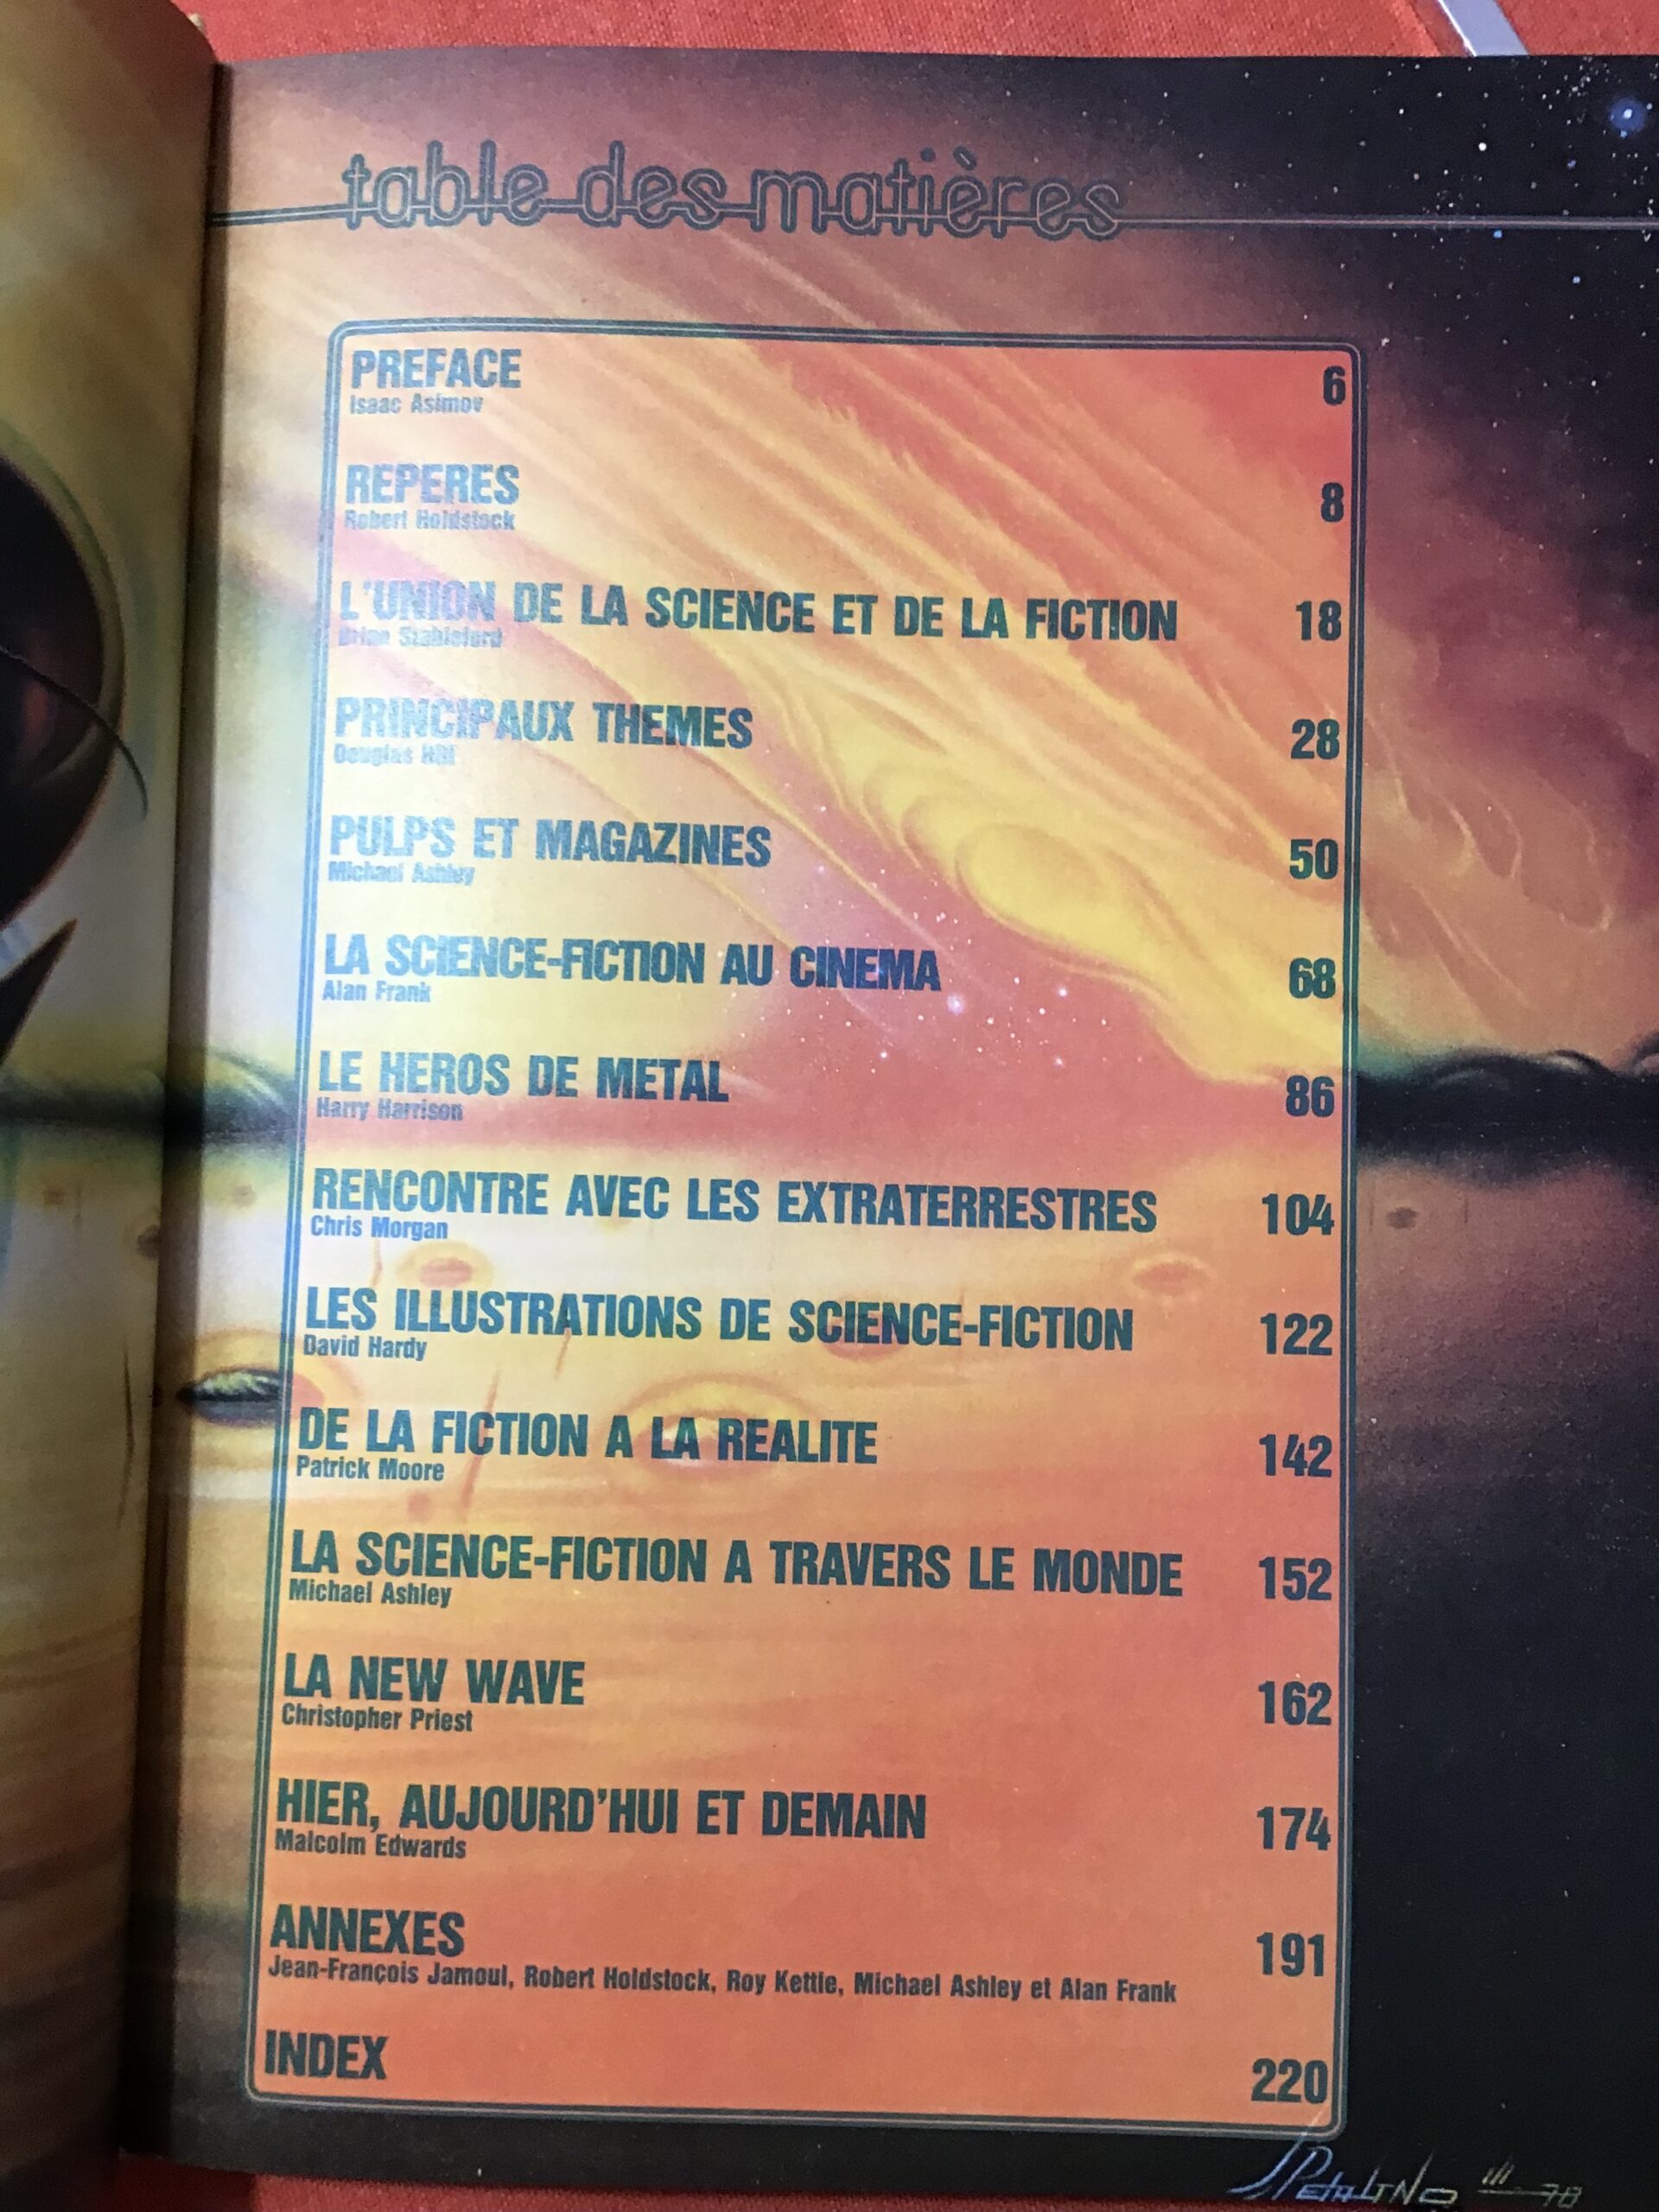 table des matières
PREFACE 6
Isaac Asimov
REPERES 8
Robert Holdstock
L'UNION DE LA SCIENCE ET DE LA FICTION 18
Brian Stableford
PRINCIPAUX THEMES 28
Douglas Hill
PULPS ET MAGAZINES 50
Michael Ashley
LA SCIENCE-FICTION AU CINEMA 68
Alan Frank
LE HEROS DE METAL 86
Harry Harrison
RENCONTRE AVEC LES EXTRATERRESTRES 104
Chris Morgan
LES ILLUSTRATIONS DE SCIENCE-FICTION 122
David Hardy
DE LA FICTION A LA REALITE 142
Patrick Moore
LA SCIENCE-FICTION A TRAVERS LE MONDE 152
Michael Ashley
LA NEW WAVE 162
Christopher Priest
HIER, AUJOURD'HUI ET DEMAIN 174
Malcolm Edwards
ANNEXES 191
Jean-François Jamoul, Robert Holdstock, Roy Kettle, Michael Ashley et Alan Frank
INDEX 220